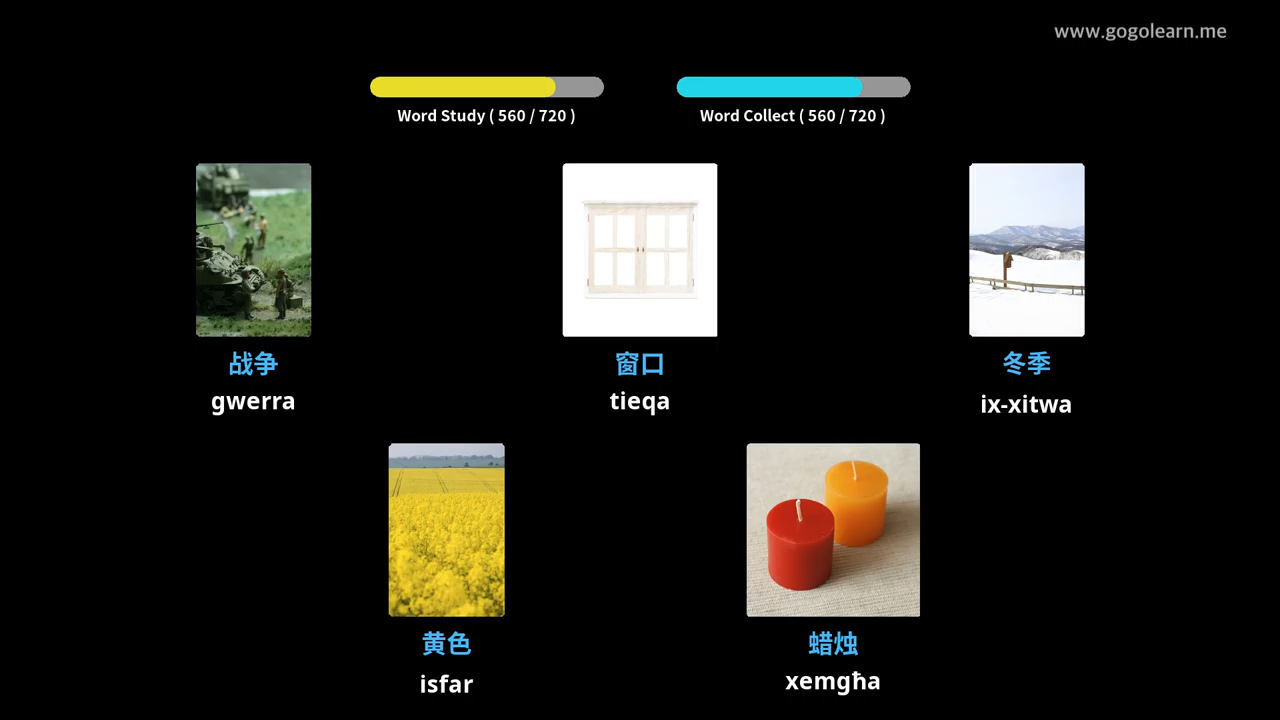 www.gogolearn.me
Word Study ( 560 / 720 )
Word Collect ( 560 / 720 )
战争
gwerra
窗口
tieqa
冬季
ix-xitwa
黄色
isfar
蜡烛
xemgħa